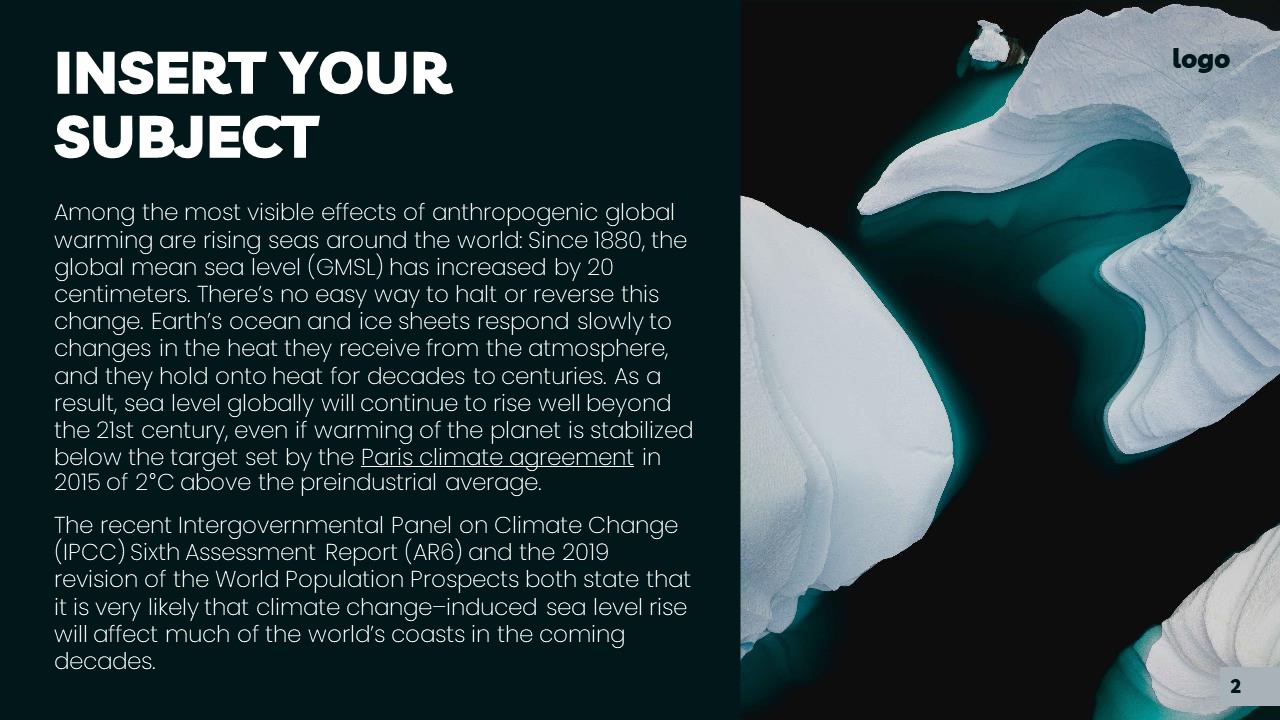 INSERT YOUR
SUBJECT
logo
Among the most visible effects of anthropogenic global
warming are rising seas around the world: Since 1880, the
global mean sea level (GMSL) has increased by 20
centimeters. There’s no easy way to halt or reverse this
change. Earth’s ocean and ice sheets respond slowly to
changes in the heat they receive from the atmosphere,
and they hold onto heat for decades to centuries. As a
result, sea level globally will continue to rise well beyond
the 21st century, even if warming of the planet is stabilized
below the target set by the Paris climate agreement in
2015 of 2°C above the preindustrial average.
The recent Intergovernmental Panel on Climate Change
(IPCC) Sixth Assessment Report (AR6) and the 2019
revision of the World Population Prospects both state that
it is very likely that climate change–induced sea level rise
will affect much of the world’s coasts in the coming
decades.
2